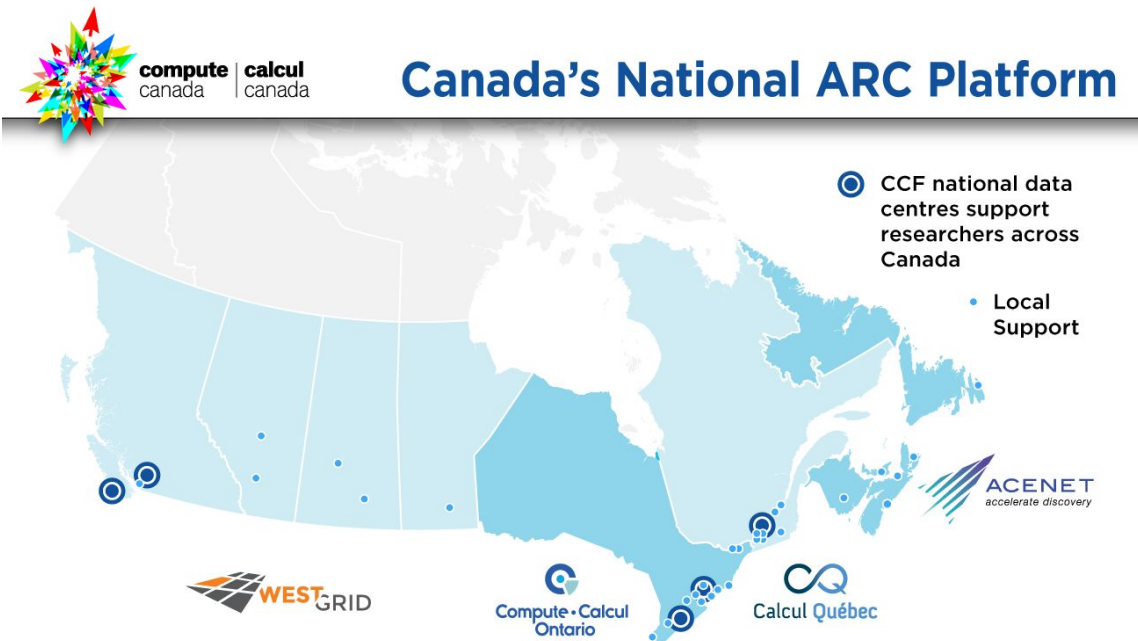 compute | calcul
canada | canada
Canada's National ARC Platform
CCF national data
centres support
researchers across
Canada
Local
Support
ACENET
accelerate discovery
WESTGRID
Compute • Calcul
Ontario
Calcul Québec